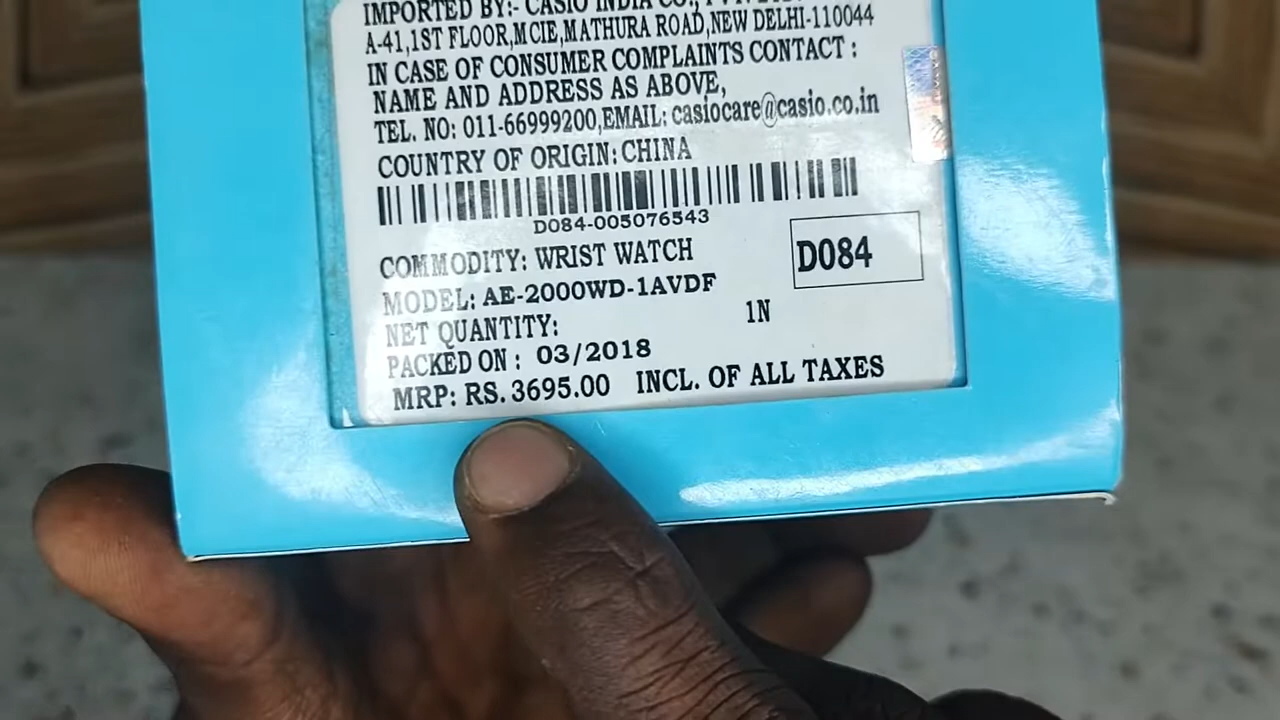 IMPORTED BY:- CASIO INDIA CO.,
A-41,1ST FLOOR,MCIE,MATHURA ROAD,NEW DELHI-110044
IN CASE OF CONSUMER COMPLAINTS CONTACT :
NAME AND ADDRESS AS ABOVE,
TEL. NO: 011-66999200,EMAIL: casiocare@casio.co.in
COUNTRY OF ORIGIN: CHINA
D084-005076543
D084
COMMODITY: WRIST WATCH
MODEL: AE-2000WD-1AVDF
NET QUANTITY: 1N
PACKED ON : 03/2018
MRP: RS. 3695.00 INCL. OF ALL TAXES